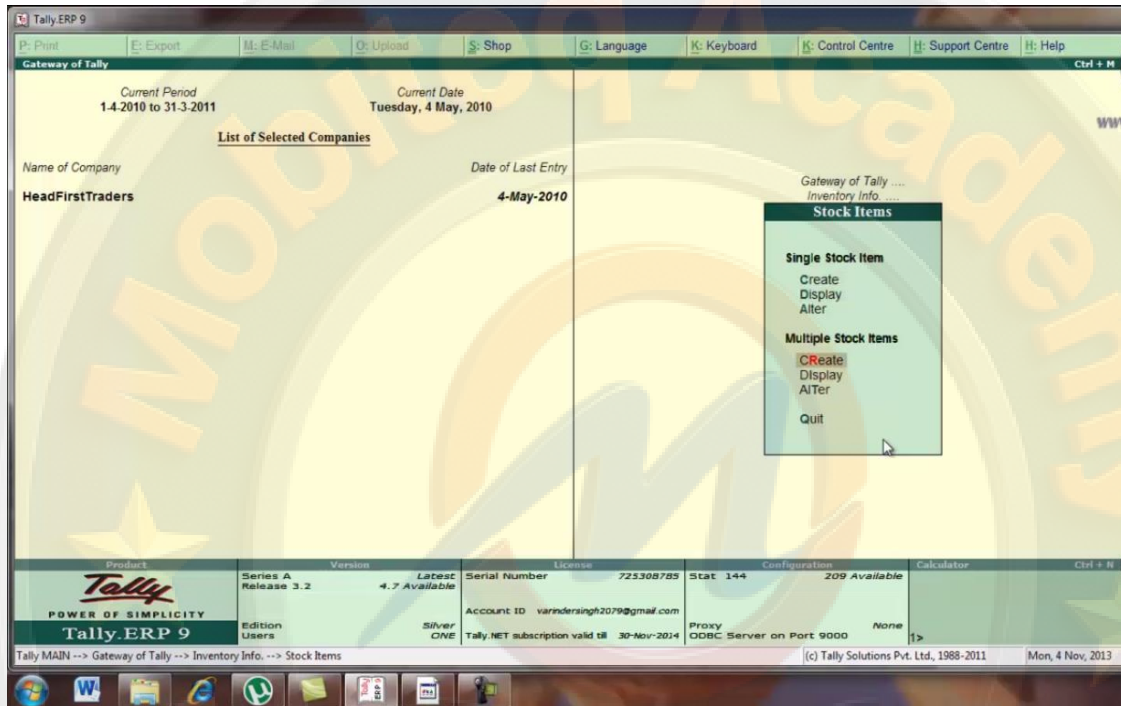 Tally.ERP 9
P: Print E: Export M: E-Mail O: Upload S: Shop G: Language K: Keyboard K: Control Centre H: Support Centre H: Help
Gateway of Tally Ctrl + M
Current Period Current Date
1-4-2010 to 31-3-2011 Tuesday, 4 May, 2010
www
List of Selected Companies
Name of Company Date of Last Entry
HeadFirstTraders 4-May-2010
Gateway of Tally ....
Inventory Info. ....
Stock Items
Single Stock Item
Create
Display
Alter
Multiple Stock Items
CReate
DIsplay
AlTer
Quit
Mobitoq Academy
Product Version License Configuration Calculator Ctrl + N
Tally
POWER OF SIMPLICITY
Tally.ERP 9
Series A Latest
Release 3.2 4.7 Available
Edition Silver
Users ONE
Serial Number 725308785
Account ID varindersingh2079@gmail.com
Tally.NET subscription valid till 30-Nov-2014
Stat 144 209 Available
Proxy None
ODBC Server on Port 9000
1>
Tally MAIN --> Gateway of Tally --> Inventory Info. --> Stock Items (c) Tally Solutions Pvt. Ltd., 1988-2011 Mon, 4 Nov, 2013